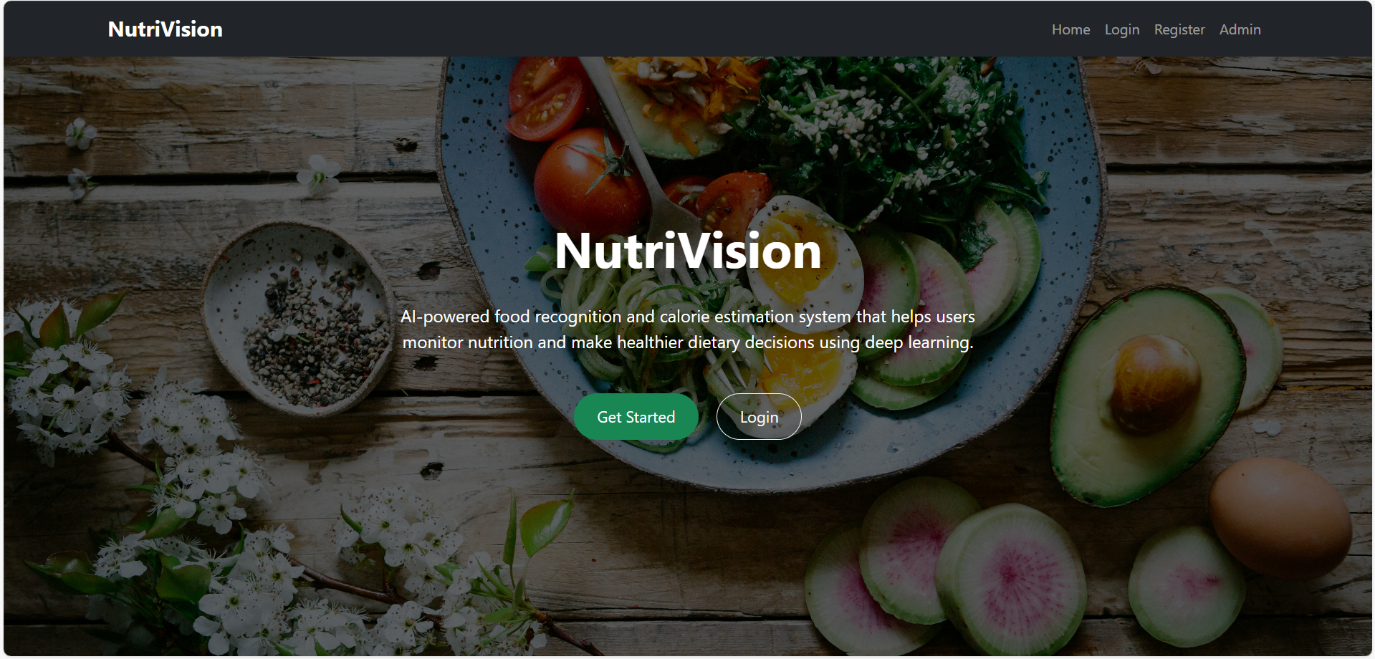 NutriVision
Home Login Register Admin
NutriVision
AI-powered food recognition and calorie estimation system that helps users
monitor nutrition and make healthier dietary decisions using deep learning.
Get Started Login